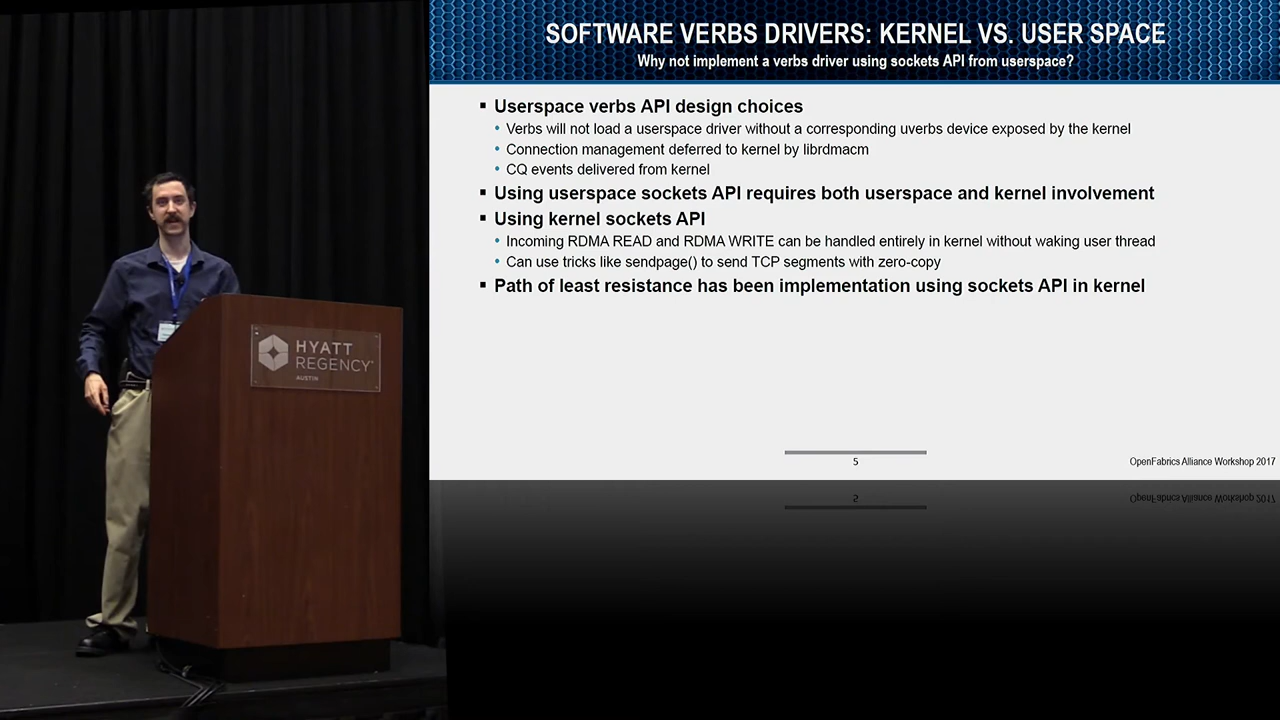 SOFTWARE VERBS DRIVERS: KERNEL VS. USER SPACE
Why not implement a verbs driver using sockets API from userspace?
▪ Userspace verbs API design choices
• Verbs will not load a userspace driver without a corresponding uverbs device exposed by the kernel
• Connection management deferred to kernel by librdmacm
• CQ events delivered from kernel
▪ Using userspace sockets API requires both userspace and kernel involvement
▪ Using kernel sockets API
• Incoming RDMA READ and RDMA WRITE can be handled entirely in kernel without waking user thread
• Can use tricks like sendpage() to send TCP segments with zero-copy
▪ Path of least resistance has been implementation using sockets API in kernel
5
OpenFabrics Alliance Workshop 2017
HYATT
REGENCY
AUSTIN
5
OpenFabrics Alliance Workshop 2017